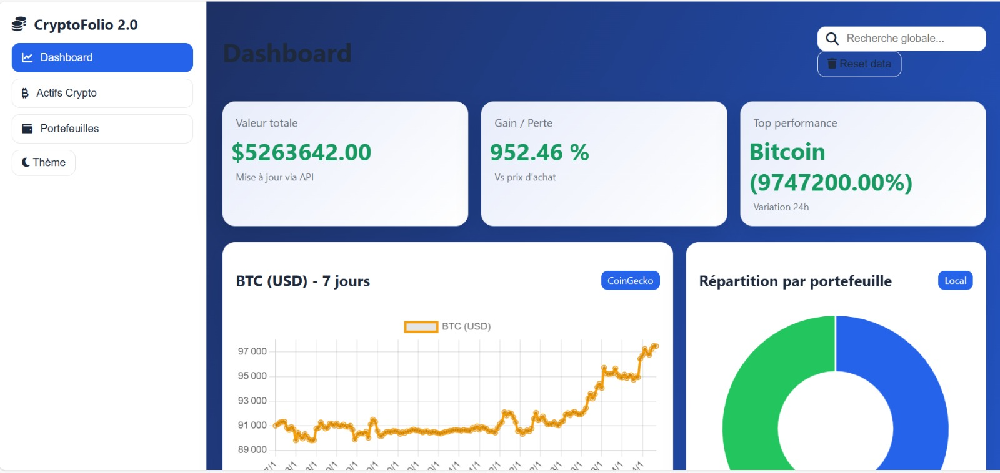 CryptoFolio 2.0
Dashboard
Actifs Crypto
Portefeuilles
Thème
Dashboard
Recherche globale...
Reset data
Valeur totale
$5263642.00
Mise à jour via API
Gain / Perte
952.46 %
Vs prix d'achat
Top performance
Bitcoin
(9747200.00%)
Variation 24h
BTC (USD) - 7 jours
CoinGecko
BTC (USD)
97 000
95 000
93 000
91 000
89 000
Répartition par portefeuille
Local